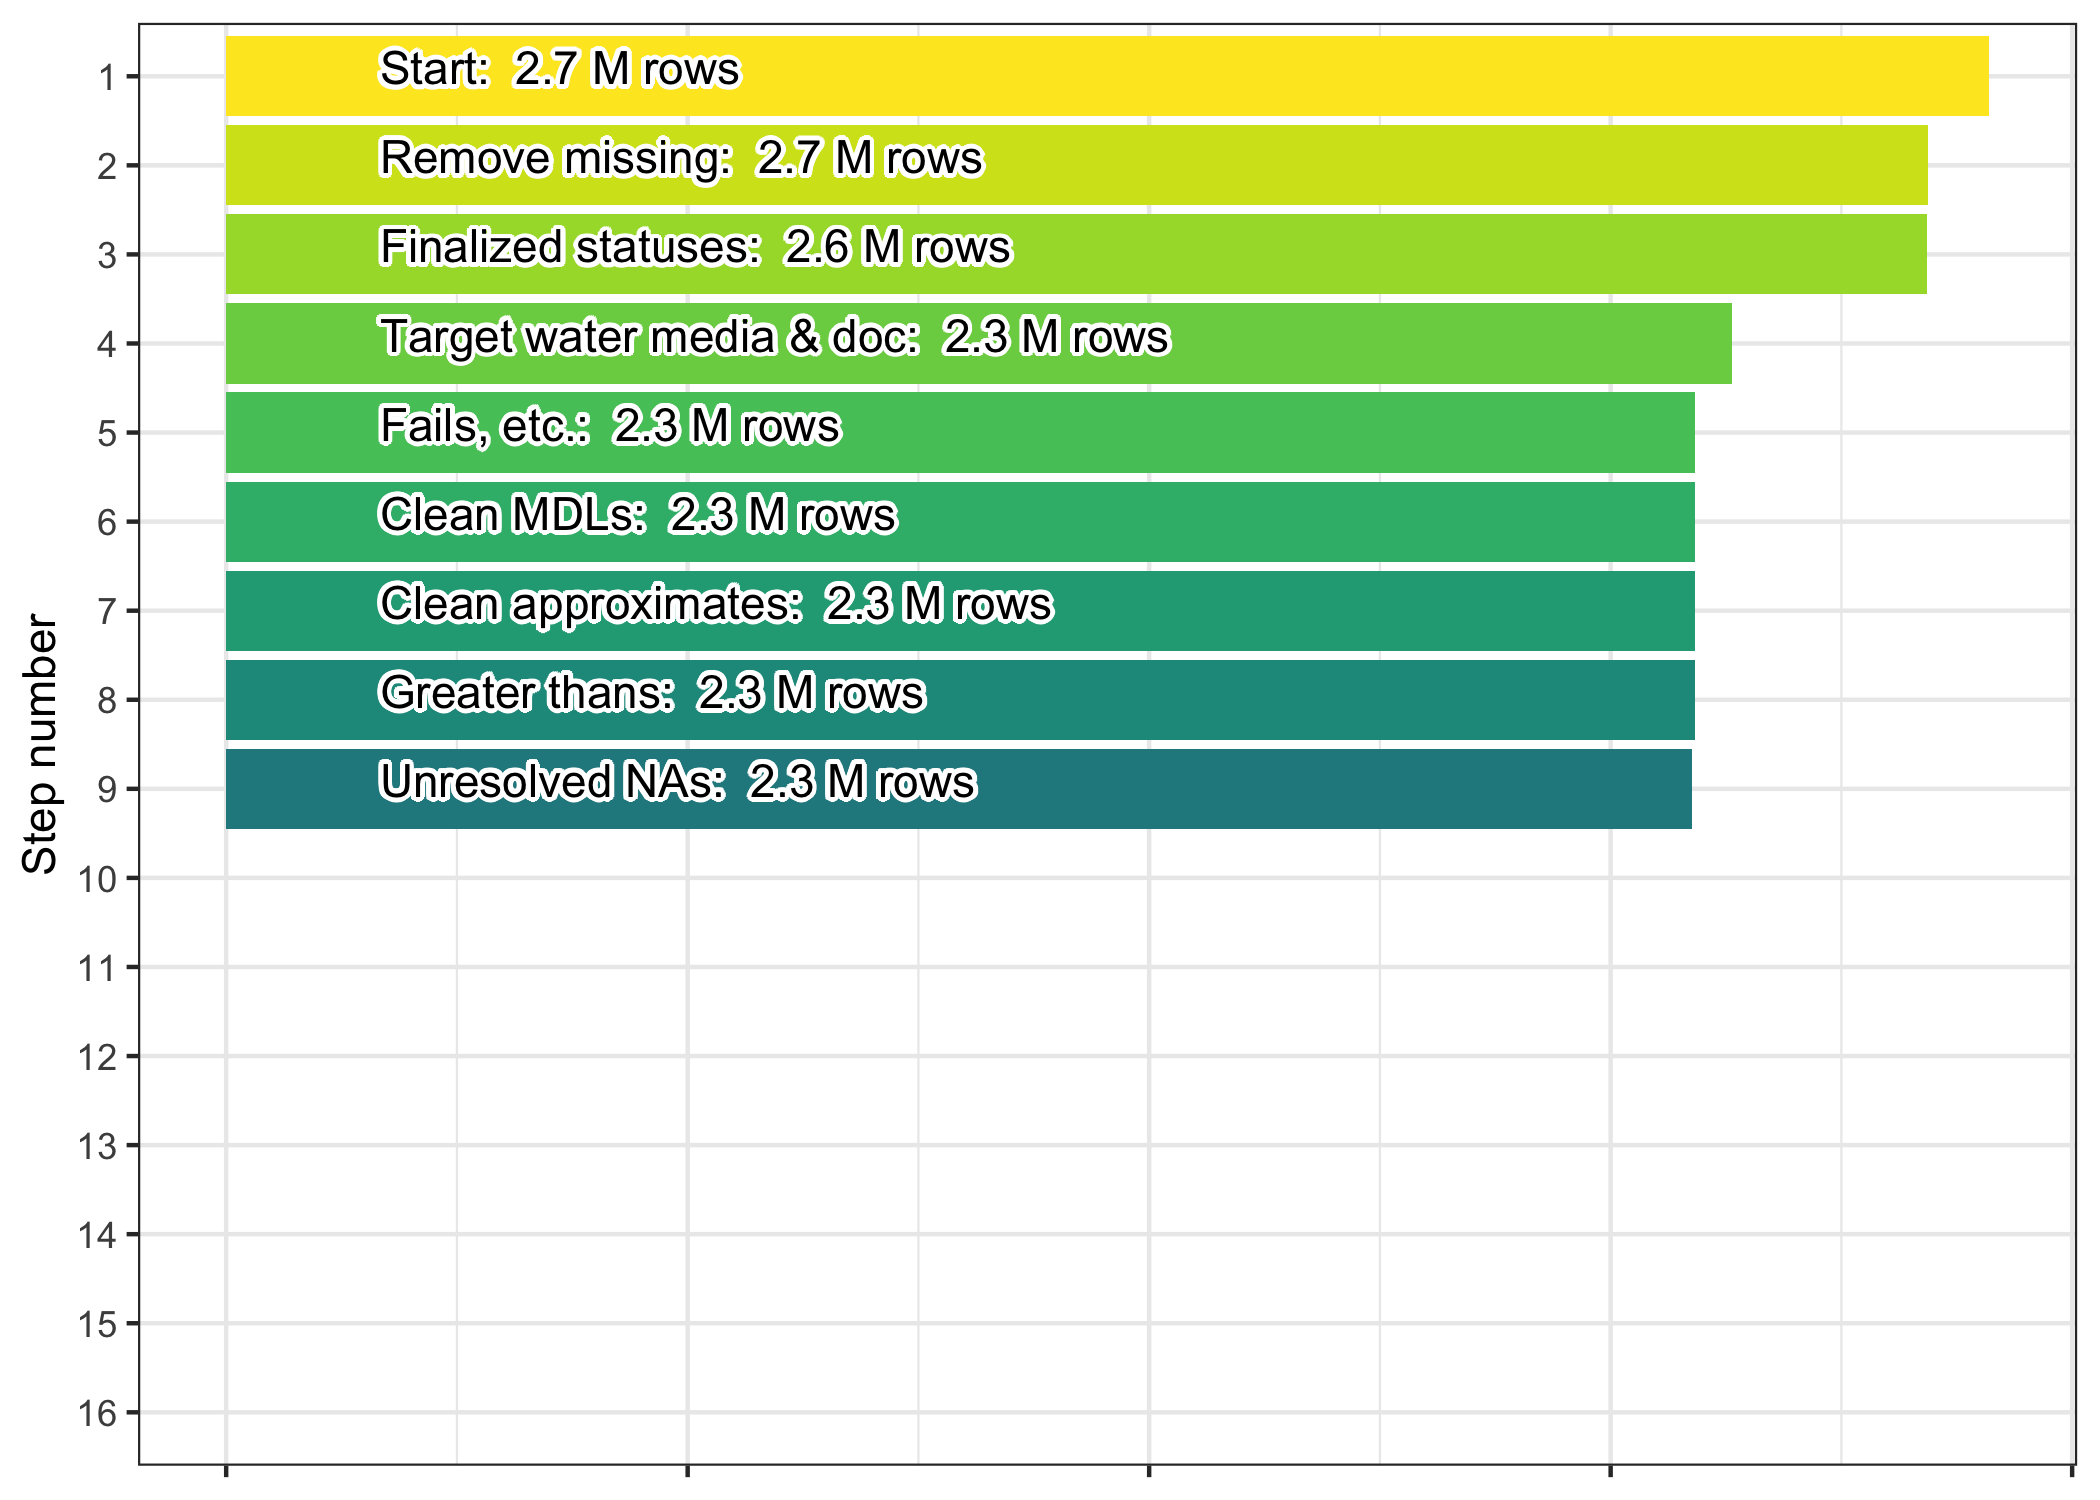 1
Start:  2.7 M rows
2
Remove missing:  2.7 M rows
3
Finalized statuses:  2.6 M rows
4
Target water media & doc:  2.3 M rows
5
Fails, etc.:  2.3 M rows
6
Clean MDLs:  2.3 M rows
7
Clean approximates:  2.3 M rows
8
Greater thans:  2.3 M rows
9
Unresolved NAs:  2.3 M rows
10
11
12
13
14
15
16
Step number